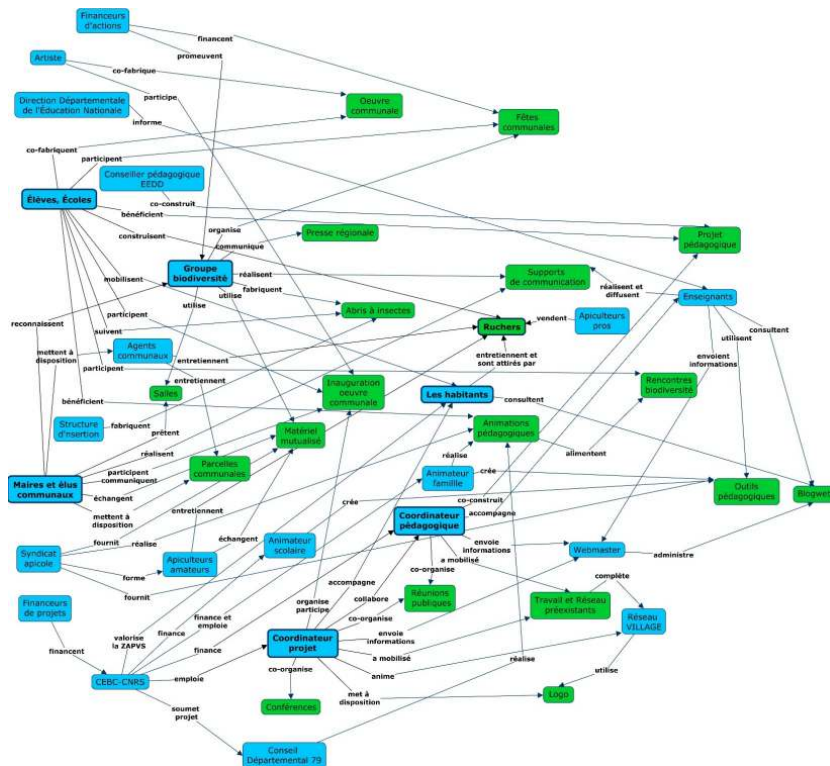 Financeurs
d'actions
financent
promeuvent
Artiste
co-fabrique
participe
Direction Départementale
de l'Éducation Nationale
informe
Oeuvre
communale
Fêtes
communales
co-fabriquent
participent
Conseiller pédagogique
EEDD
co-construit
Élèves, Écoles
bénéficient
construisent
organise
communique
Presse régionale
Projet
pédagogique
Groupe
biodiversité
mobilisent
réalisent
utilise
fabriquent
Supports
de communication
réalisent et
diffusent
Enseignants
utilise
Abris à insectes
participent
reconnaissent
suivent
Ruchers
vendent
Apiculteurs
pros
mettent à
disposition
Agents
communaux
entretiennent
participent
entretiennent
entretiennent et
sont attirés par
utilisent
consultent
envoient
informations
Inauguration
oeuvre
communale
Rencontres
biodiversité
Salles
Les habitants
consultent
bénéficient
Structure
d'nsertion
fabriquent
prêtent
Matériel
mutualisé
Animations
pédagogiques
réalisent
réalise
alimentent
Parcelles
communales
participent
communiquent
Maires et élus
communaux
échangent
Animateur
famillle
crée
crée
co-construit
Outils
pédagogiques
Blogweb
mettent à
disposition
entretiennent
Coordinateur
pédagogique
accompagne
fournit
échangent
Animateur
scolaire
envoie
informations
Webmaster
administre
Syndicat
apicole
réalise
Apiculteurs
amateurs
forme
fournit
co-organise
a mobilisé
accompagne
collabore
complète
Financeurs
de projets
Réunions
publiques
Travail et Réseau
préexistants
Réseau
VILLAGE
organise
participe
co-organise
valorise
la ZAPVS
finance
finance et
emploie
Coordinateur
projet
envoie
informations
financent
finance
a mobilisé
réalise
CEBC-CNRS
emploie
anime
utilise
co-organise
met à
disposition
Logo
Conférences
soumet
projet
Conseil
Départemental 79